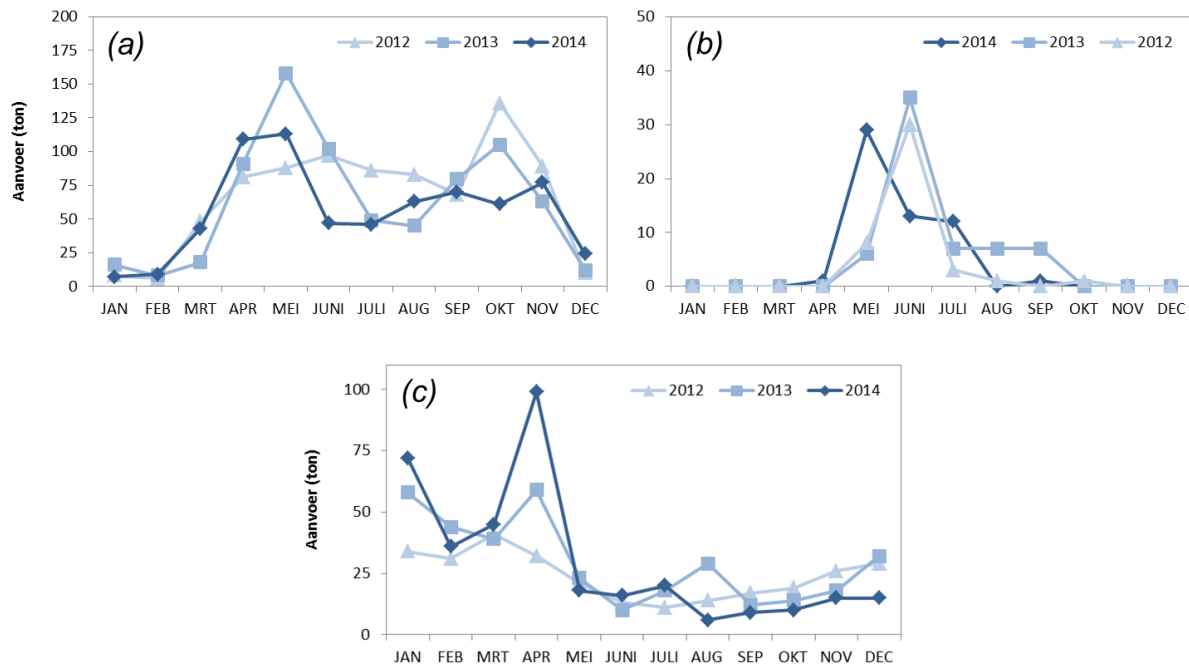 (a)
2012 2013 2014
Aanvoer (ton)
200
175
150
125
100
75
50
25
0
JAN FEB MRT APR MEI JUNI JULI AUG SEP OKT NOV DEC
(b)
2014 2013 2012
50
40
30
20
10
0
JAN FEB MRT APR MEI JUNI JULI AUG SEP OKT NOV DEC
(c)
2012 2013 2014
Aanvoer (ton)
100
75
50
25
0
JAN FEB MRT APR MEI JUNI JULI AUG SEP OKT NOV DEC